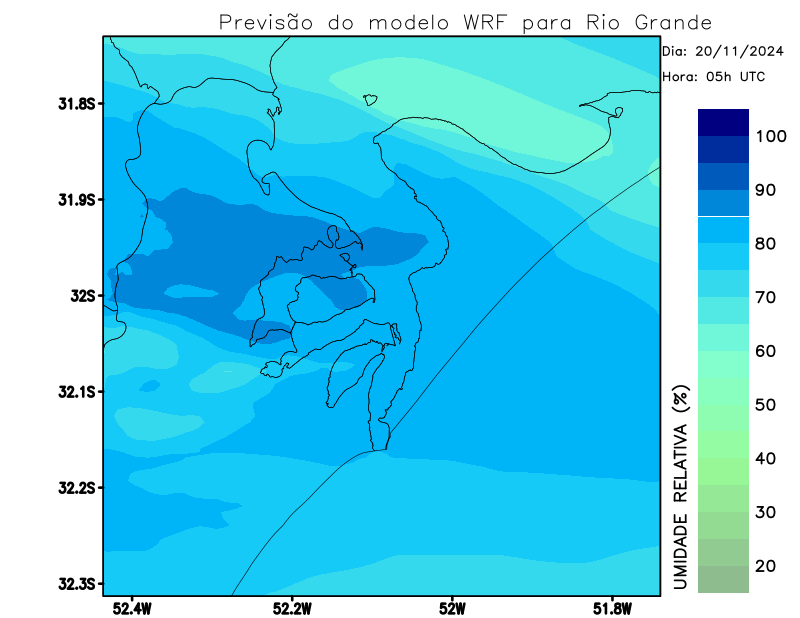 Previsão do modelo WRF para Rio Grande
Dia: 20/11/2024
Hora: 05h UTC
31.8S
31.9S
32S
32.1S
32.2S
32.3S
52.4W
52.2W
52W
51.8W
100
90
80
70
60
50
40
30
20
UMIDADE RELATIVA (%)